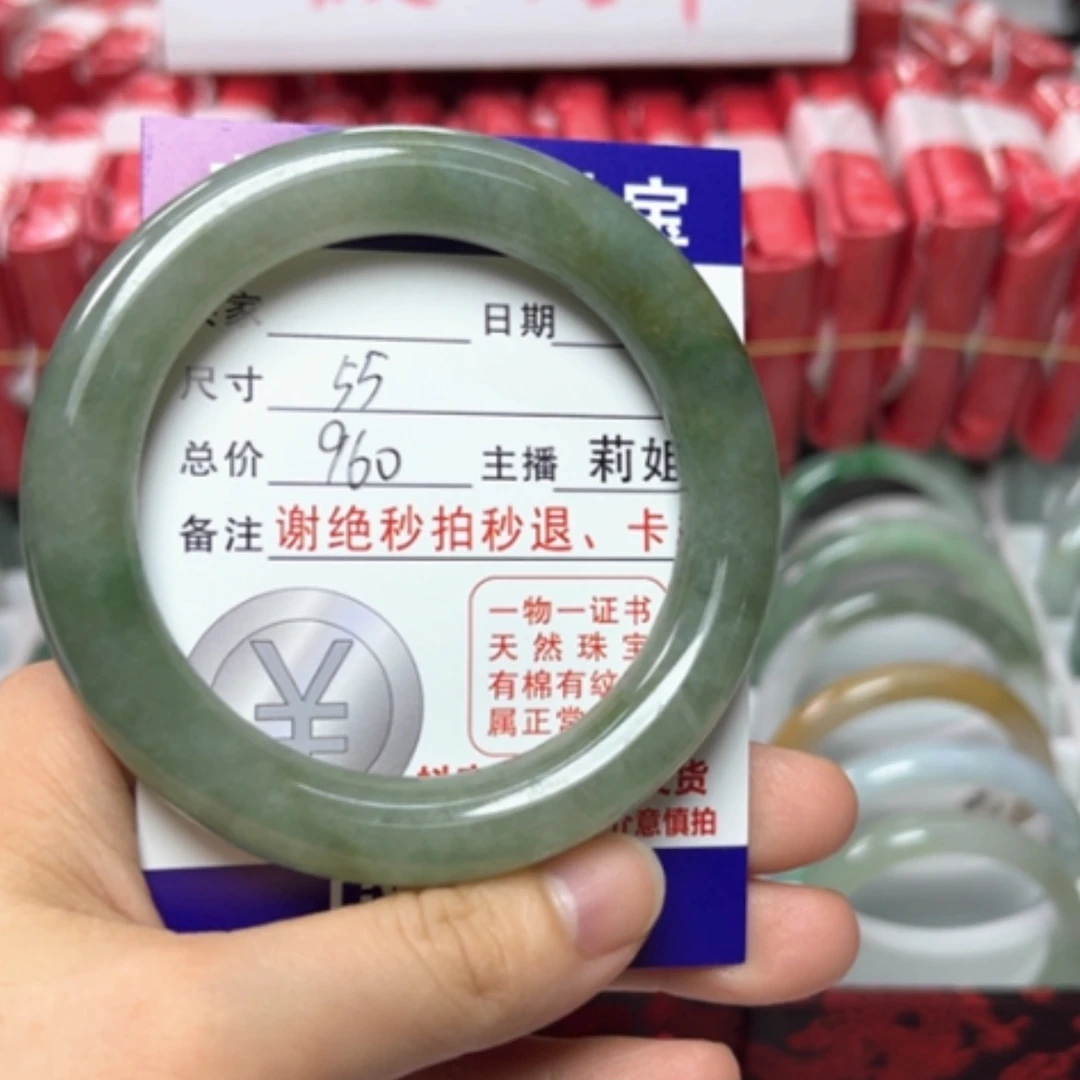 宝
家 日期
尺寸 55
总价 960 主播 莉姐
备注 谢绝秒拍秒退、卡
一物一证书
天然珠宝
有棉有纹
属正常
¥
货
介意慎拍